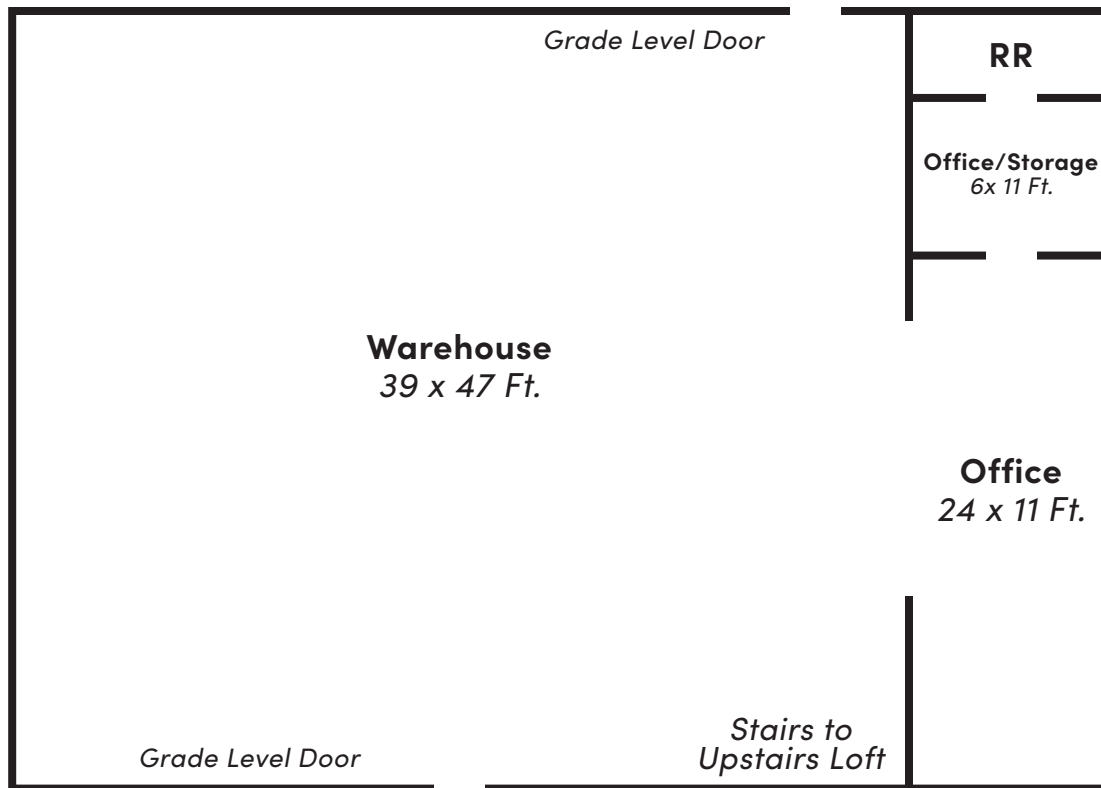 Grade Level Door
RR
Office/Storage
6x 11 Ft.
Warehouse
39 x 47 Ft.
Office
24 x 11 Ft.
Stairs to
Upstairs Loft
Grade Level Door